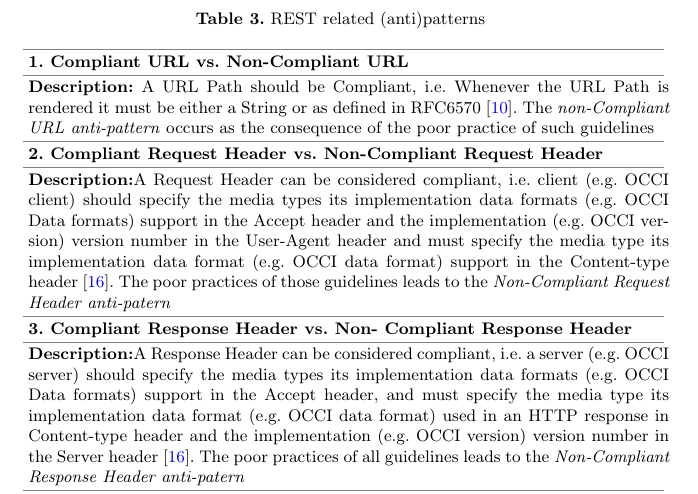 Table 3. REST related (anti)patterns
1. Compliant URL vs. Non-Compliant URL
Description: A URL Path should be Compliant, i.e. Whenever the URL Path is
rendered it must be either a String or as defined in RFC6570 [10]. The non-Compliant
URL anti-pattern occurs as the consequence of the poor practice of such guidelines
2. Compliant Request Header vs. Non-Compliant Request Header
Description:A Request Header can be considered compliant, i.e. client (e.g. OCCI
client) should specify the media types its implementation data formats (e.g. OCCI
Data formats) support in the Accept header and the implementation (e.g. OCCI ver-
sion) version number in the User-Agent header and must specify the media type its
implementation data format (e.g. OCCI data format) support in the Content-type
header [16]. The poor practices of those guidelines leads to the Non-Compliant Request
Header anti-patern
3. Compliant Response Header vs. Non- Compliant Response Header
Description:A Response Header can be considered compliant, i.e. a server (e.g. OCCI
server) should specify the media types its implementation data formats (e.g. OCCI
Data formats) support in the Accept header, and must specify the media type its
implementation data format (e.g. OCCI data format) used in an HTTP response in
Content-type header and the implementation (e.g. OCCI version) version number in
the Server header [16]. The poor practices of all guidelines leads to the Non-Compliant
Response Header anti-patern